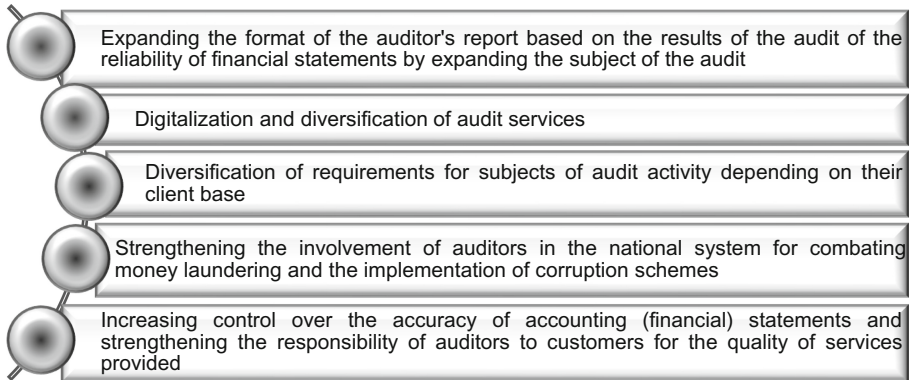 Expanding the format of the auditor's report based on the results of the audit of the
reliability of financial statements by expanding the subject of the audit
Digitalization and diversification of audit services
Diversification of requirements for subjects of audit activity depending on their
client base
Strengthening the involvement of auditors in the national system for combating
money laundering and the implementation of corruption schemes
Increasing control over the accuracy of accounting (financial) statements and
strengthening the responsibility of auditors to customers for the quality of services
provided